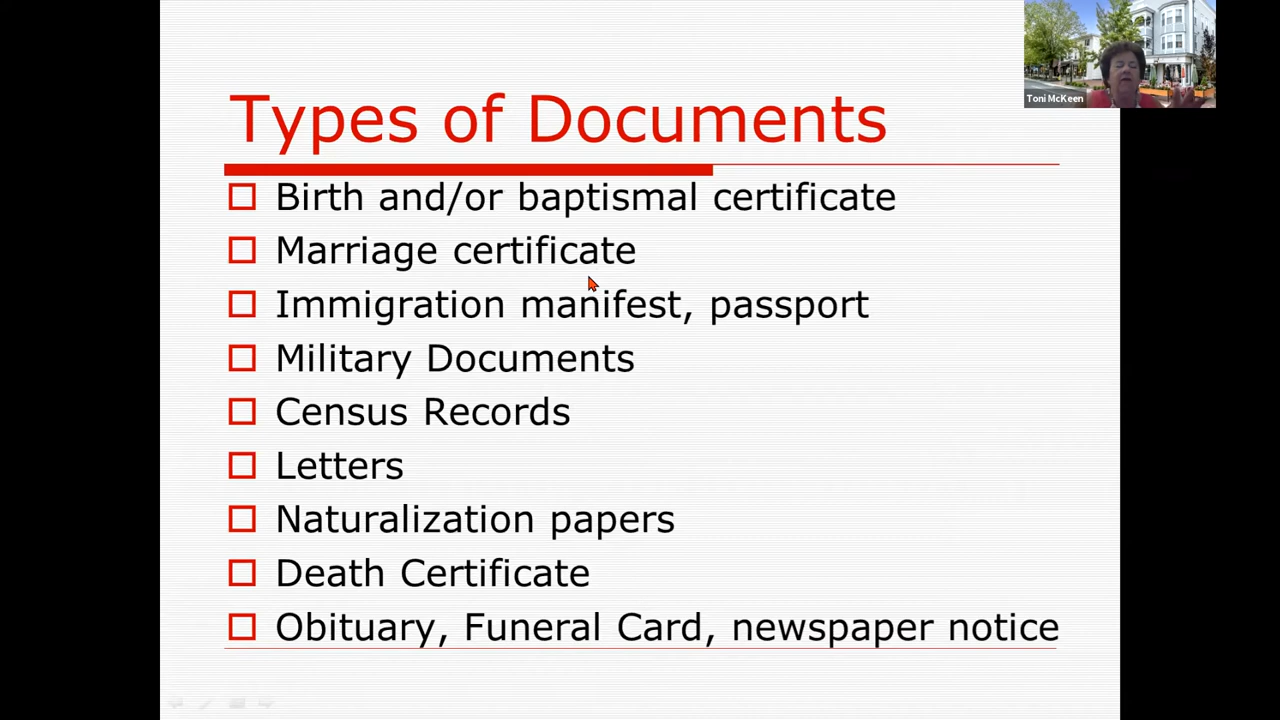 Toni McKeen
Types of Documents
Birth and/or baptismal certificate
Marriage certificate
Immigration manifest, passport
Military Documents
Census Records
Letters
Naturalization papers
Death Certificate
Obituary, Funeral Card, newspaper notice